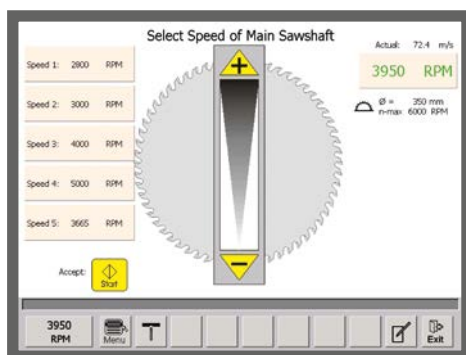 Select Speed of Main Sawshaft
Actual: 72.4 m/s
3950 RPM
Ø = 350 mm
n-max 6000 RPM
Speed 1: 2800 RPM
Speed 2: 3000 RPM
Speed 3: 4000 RPM
Speed 4: 5000 RPM
Speed 5: 3665 RPM
Accept:
Start
3950
RPM
Menu
Exit